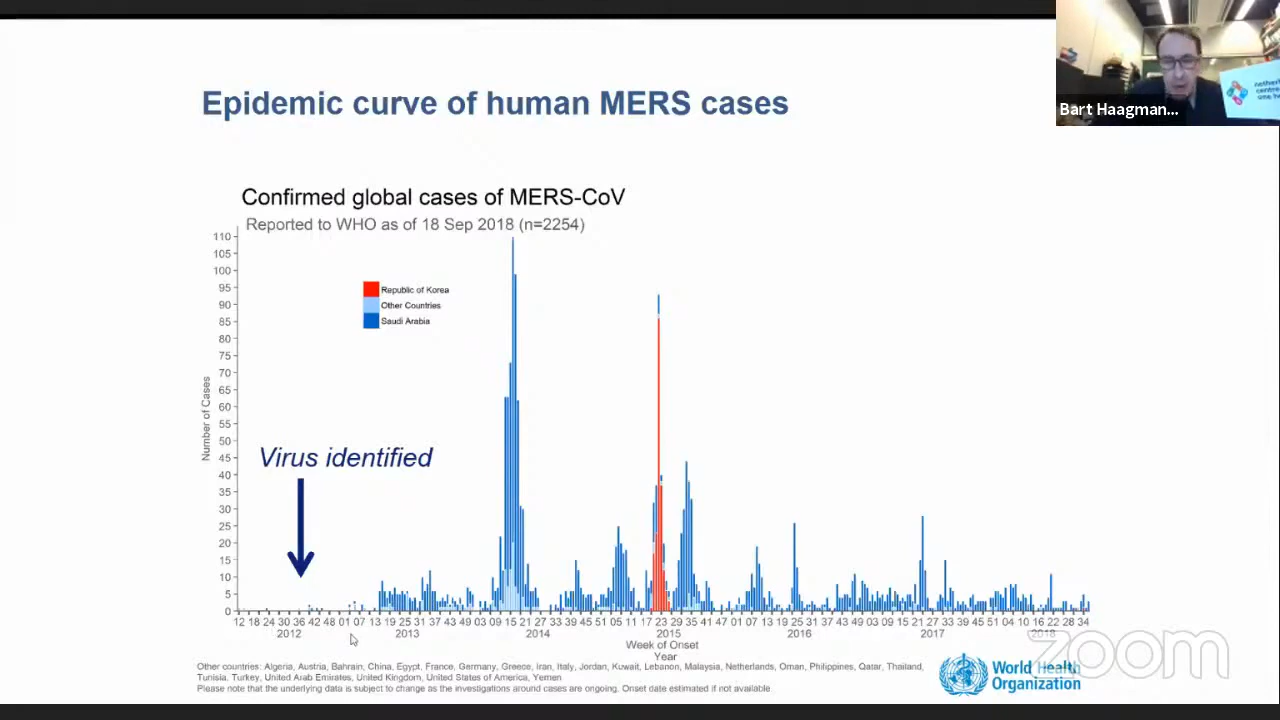 Bart Haagman...
Epidemic curve of human MERS cases
Confirmed global cases of MERS-CoV
Reported to WHO as of 18 Sep 2018 (n=2254)
110
105
100
95
90
85
80
75
70
65
60
55
50
45
40
35
30
25
20
15
10
5
0
Number of Cases
Republic of Korea
Other Countries
Saudi Arabia
Virus identified
12 18 24 30 36 42 48 01 07 13 19 25 31 37 43 49 03 09 15 21 27 33 39 45 51 05 11 17 23 29 35 41 47 01 07 13 19 25 31 37 43 49 03 09 15 21 27 33 39 45 51 04 10 16 22 28 34
2012 2013 2014 2015 2016 2017 2018
Week of Onset
Year
Other countries: Algeria, Austria, Bahrain, China, Egypt, France, Germany, Greece, Iran, Italy, Jordan, Kuwait, Lebanon, Malaysia, Netherlands, Oman, Philippines, Qatar, Thailand,
Tunisia, Turkey, United Arab Emirates, United Kingdom, United States of America, Yemen
Please note that the underlying data is subject to change as the investigations around cases are ongoing. Onset date estimated if not available
World Health
Organization
zoom